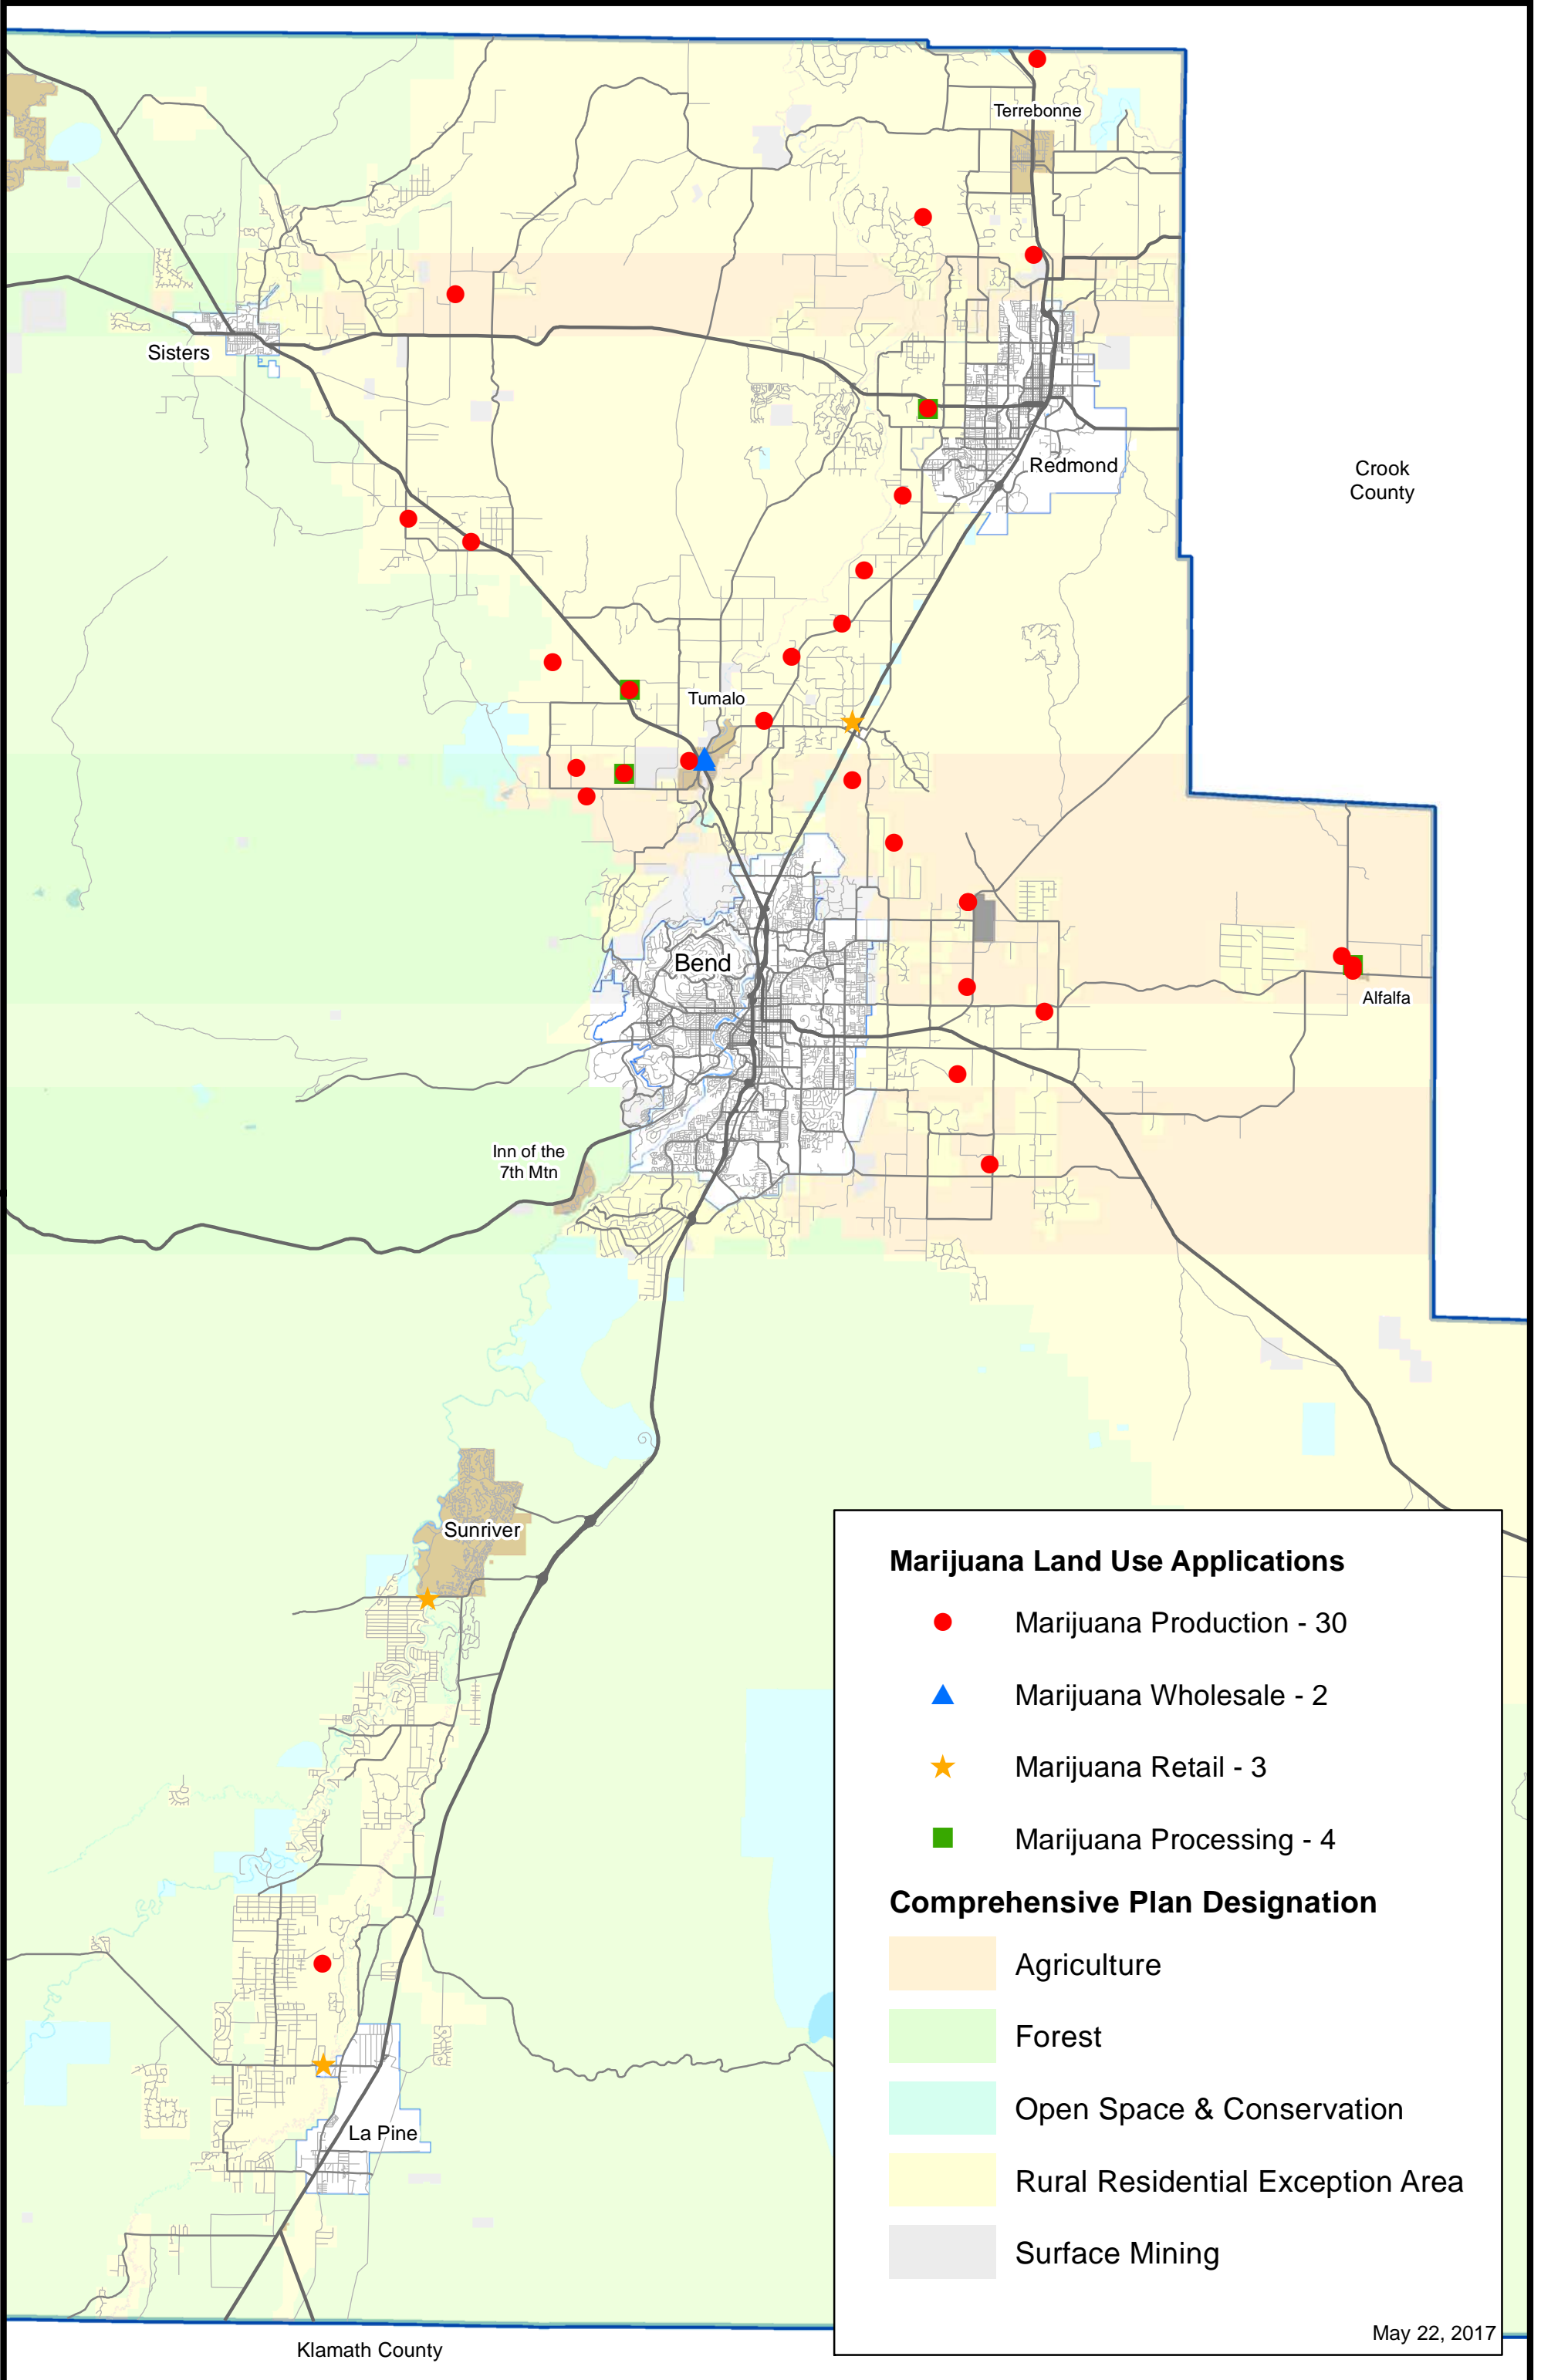 Terrebonne
Sisters
Redmond
Crook
County
Tumalo
Bend
Alfalfa
Inn of the
7th Mtn
Sunriver
La Pine
Klamath County
Marijuana Land Use Applications
Marijuana Production - 30
Marijuana Wholesale - 2
Marijuana Retail - 3
Marijuana Processing - 4
Comprehensive Plan Designation
Agriculture
Forest
Open Space & Conservation
Rural Residential Exception Area
Surface Mining
May 22, 2017